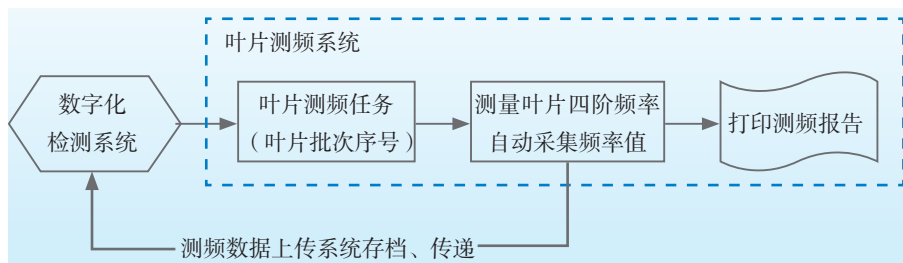 叶片测频系统
数字化
检测系统
叶片测频任务
（叶片批次序号）
测量叶片四阶频率
自动采集频率值
打印测频报告
测频数据上传系统存档、传递